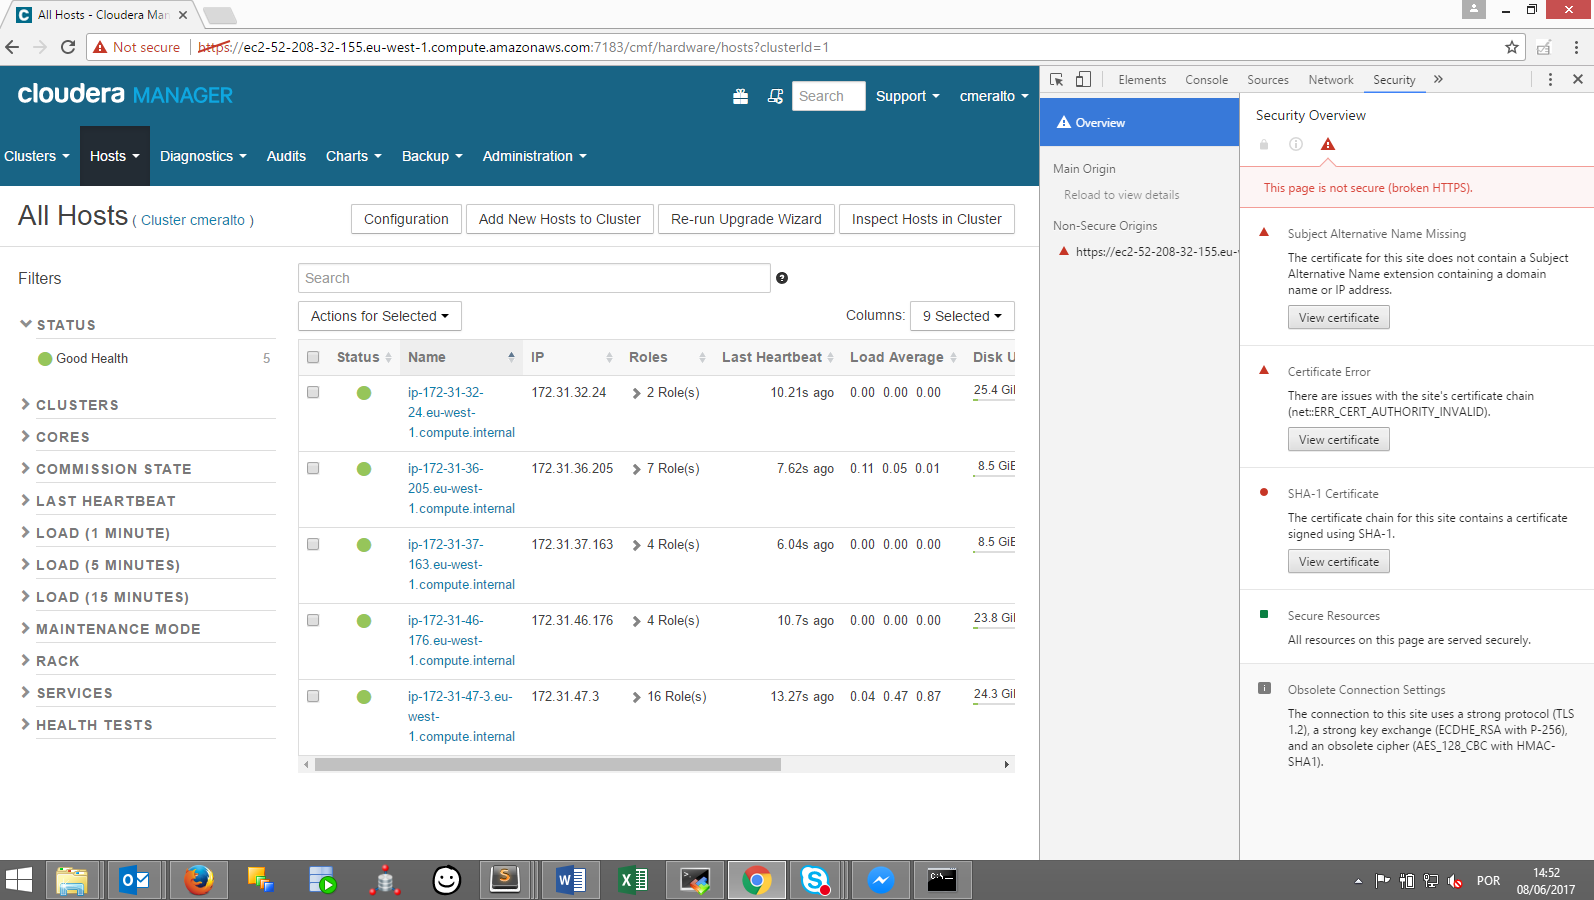 All Hosts - Cloudera Man
Not secure
https://ec2-52-208-32-155.eu-west-1.compute.amazonaws.com:7183/cmf/hardware/hosts?clusterId=1
cloudera MANAGER
Search
Support
cmeralto
Clusters
Hosts
Diagnostics
Audits
Charts
Backup
Administration
All Hosts ( Cluster cmeralto )
Configuration
Add New Hosts to Cluster
Re-run Upgrade Wizard
Inspect Hosts in Cluster
Filters
STATUS
Good Health 5
CLUSTERS
CORES
COMMISSION STATE
LAST HEARTBEAT
LOAD (1 MINUTE)
LOAD (5 MINUTES)
LOAD (15 MINUTES)
MAINTENANCE MODE
RACK
SERVICES
HEALTH TESTS
Search
Actions for Selected
Columns: 9 Selected
Status Name IP Roles Last Heartbeat Load Average Disk U
ip-172-31-32- 172.31.32.24 2 Role(s) 10.21s ago 0.00 0.00 0.00 25.4 GiB
24.eu-west-
1.compute.internal
ip-172-31-36- 172.31.36.205 7 Role(s) 7.62s ago 0.11 0.05 0.01 8.5 GiB
205.eu-west-
1.compute.internal
ip-172-31-37- 172.31.37.163 4 Role(s) 6.04s ago 0.00 0.00 0.00 8.5 GiB
163.eu-west-
1.compute.internal
ip-172-31-46- 172.31.46.176 4 Role(s) 10.7s ago 0.00 0.00 0.00 23.8 GiB
176.eu-west-
1.compute.internal
ip-172-31-47-3.eu- 172.31.47.3 16 Role(s) 13.27s ago 0.04 0.47 0.87 24.3 GiB
west-
1.compute.internal
Elements
Console
Sources
Network
Security
Overview
Main Origin
Reload to view details
Non-Secure Origins
https://ec2-52-208-32-155.eu-
Security Overview
This page is not secure (broken HTTPS).
Subject Alternative Name Missing
The certificate for this site does not contain a Subject
Alternative Name extension containing a domain
name or IP address.
View certificate
Certificate Error
There are issues with the site's certificate chain
(net::ERR_CERT_AUTHORITY_INVALID).
View certificate
SHA-1 Certificate
The certificate chain for this site contains a certificate
signed using SHA-1.
View certificate
Secure Resources
All resources on this page are served securely.
Obsolete Connection Settings
The connection to this site uses a strong protocol (TLS
1.2), a strong key exchange (ECDHE_RSA with P-256),
and an obsolete cipher (AES_128_CBC with HMAC-
SHA1).
POR
14:52
08/06/2017